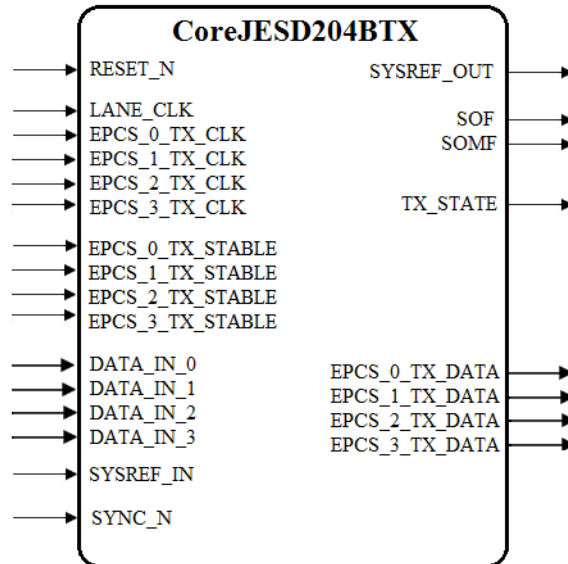 CoreJESD204BTX
RESET_N
LANE_CLK
EPCS_0_TX_CLK
EPCS_1_TX_CLK
EPCS_2_TX_CLK
EPCS_3_TX_CLK
EPCS_0_TX_STABLE
EPCS_1_TX_STABLE
EPCS_2_TX_STABLE
EPCS_3_TX_STABLE
DATA_IN_0
DATA_IN_1
DATA_IN_2
DATA_IN_3
SYSREF_IN
SYNC_N
SYSREF_OUT
SOF
SOMF
TX_STATE
EPCS_0_TX_DATA
EPCS_1_TX_DATA
EPCS_2_TX_DATA
EPCS_3_TX_DATA